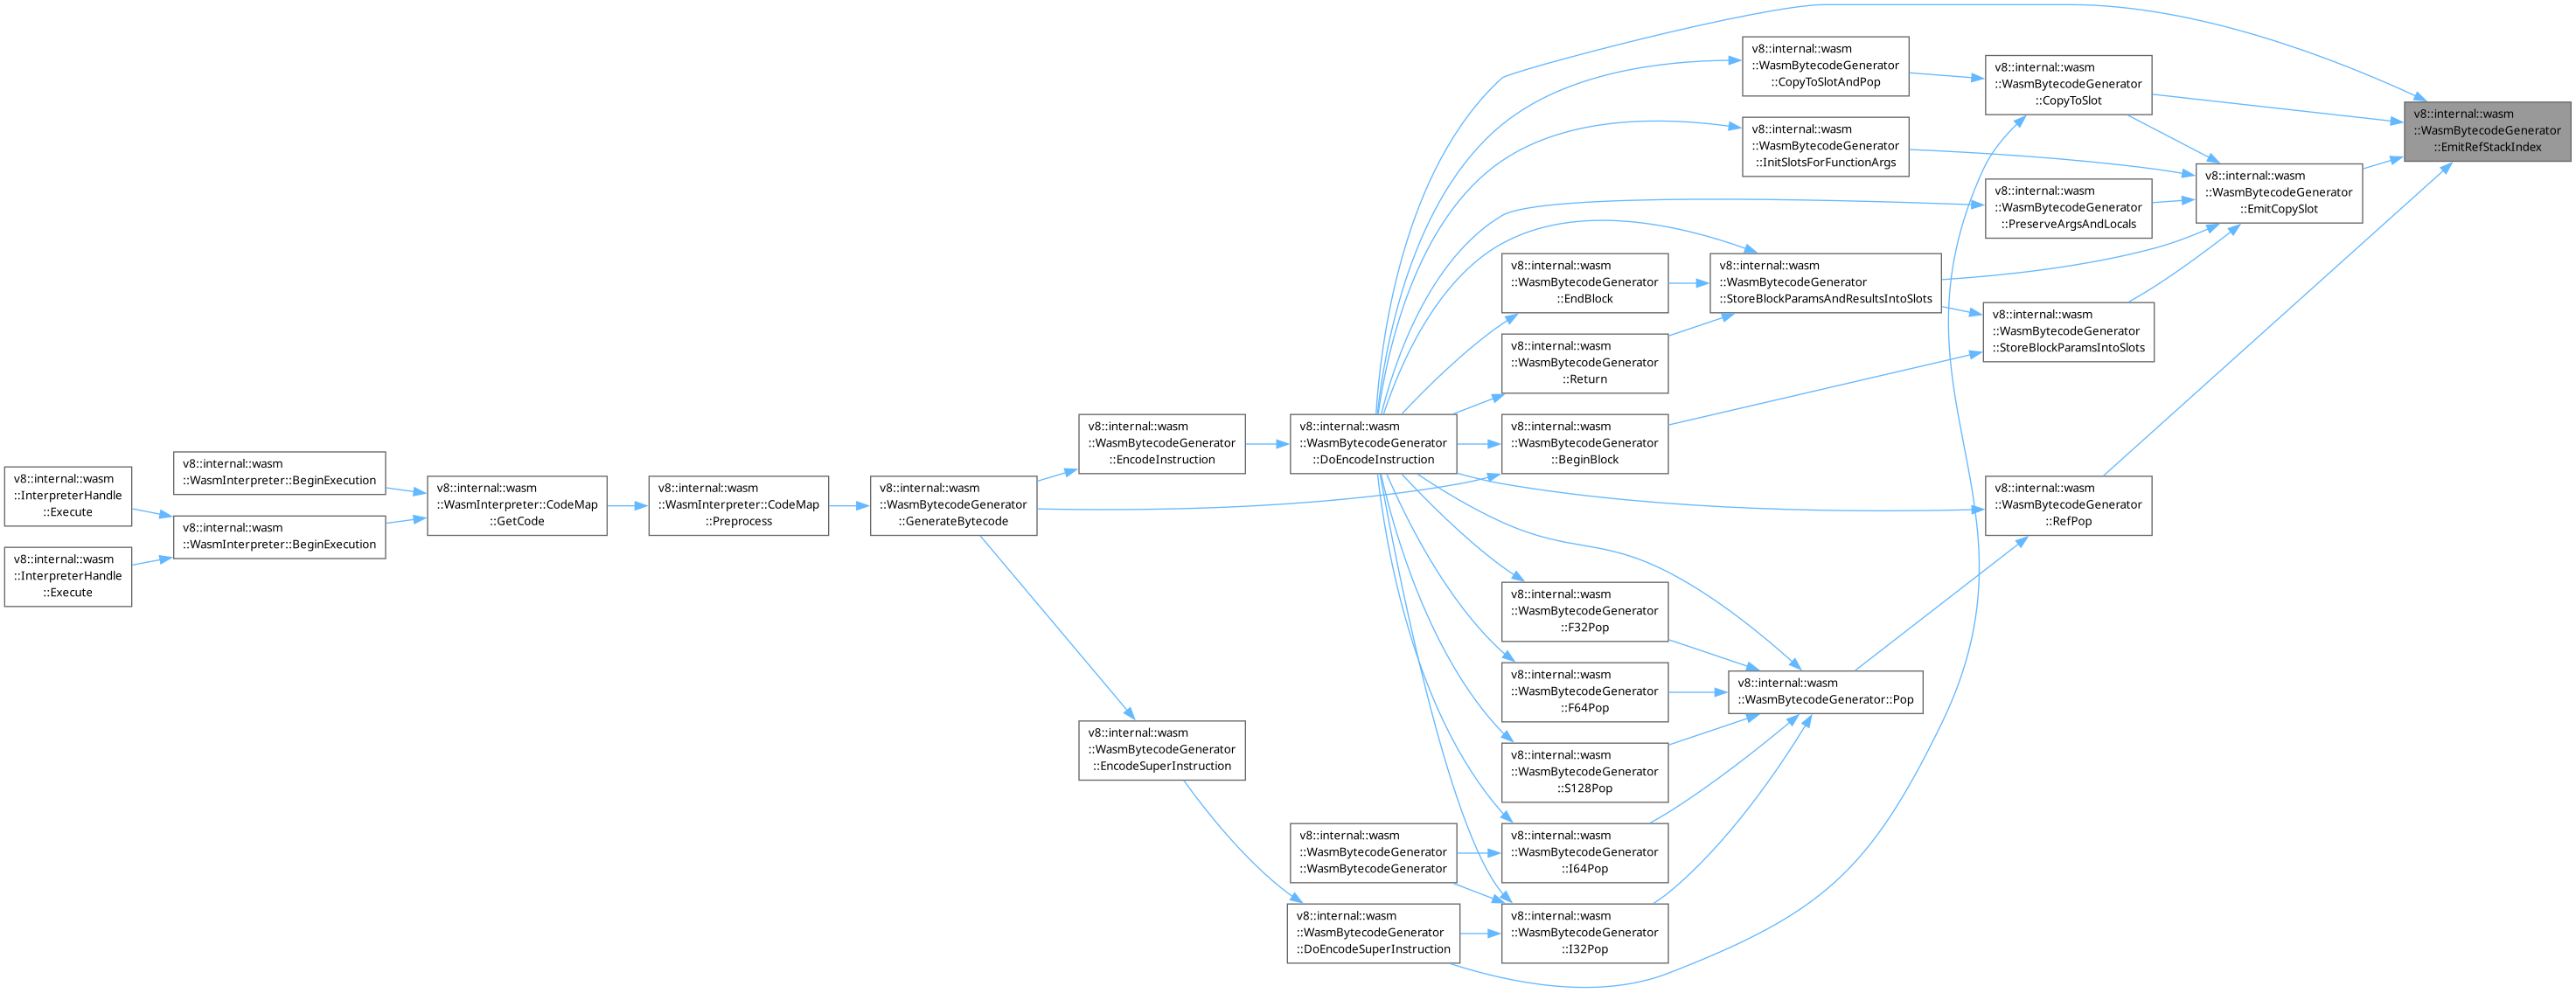 v8::internal::wasm
::InterpreterHandle
::Execute
v8::internal::wasm
::InterpreterHandle
::Execute
v8::internal::wasm
::WasmInterpreter::BeginExecution
v8::internal::wasm
::WasmInterpreter::BeginExecution
v8::internal::wasm
::WasmInterpreter::CodeMap
::GetCode
v8::internal::wasm
::WasmInterpreter::CodeMap
::Preprocess
v8::internal::wasm
::WasmBytecodeGenerator
::GenerateBytecode
v8::internal::wasm
::WasmBytecodeGenerator
::EncodeInstruction
v8::internal::wasm
::WasmBytecodeGenerator
::EncodeSuperInstruction
v8::internal::wasm
::WasmBytecodeGenerator
::DoEncodeInstruction
v8::internal::wasm
::WasmBytecodeGenerator
::WasmBytecodeGenerator
v8::internal::wasm
::WasmBytecodeGenerator
::DoEncodeSuperInstruction
v8::internal::wasm
::WasmBytecodeGenerator
::EndBlock
v8::internal::wasm
::WasmBytecodeGenerator
::Return
v8::internal::wasm
::WasmBytecodeGenerator
::BeginBlock
v8::internal::wasm
::WasmBytecodeGenerator
::F32Pop
v8::internal::wasm
::WasmBytecodeGenerator
::F64Pop
v8::internal::wasm
::WasmBytecodeGenerator
::S128Pop
v8::internal::wasm
::WasmBytecodeGenerator
::I64Pop
v8::internal::wasm
::WasmBytecodeGenerator
::I32Pop
v8::internal::wasm
::WasmBytecodeGenerator
::CopyToSlotAndPop
v8::internal::wasm
::WasmBytecodeGenerator
::InitSlotsForFunctionArgs
v8::internal::wasm
::WasmBytecodeGenerator
::StoreBlockParamsAndResultsIntoSlots
v8::internal::wasm
::WasmBytecodeGenerator::Pop
v8::internal::wasm
::WasmBytecodeGenerator
::CopyToSlot
v8::internal::wasm
::WasmBytecodeGenerator
::PreserveArgsAndLocals
v8::internal::wasm
::WasmBytecodeGenerator
::StoreBlockParamsIntoSlots
v8::internal::wasm
::WasmBytecodeGenerator
::RefPop
v8::internal::wasm
::WasmBytecodeGenerator
::EmitCopySlot
v8::internal::wasm
::WasmBytecodeGenerator
::EmitRefStackIndex